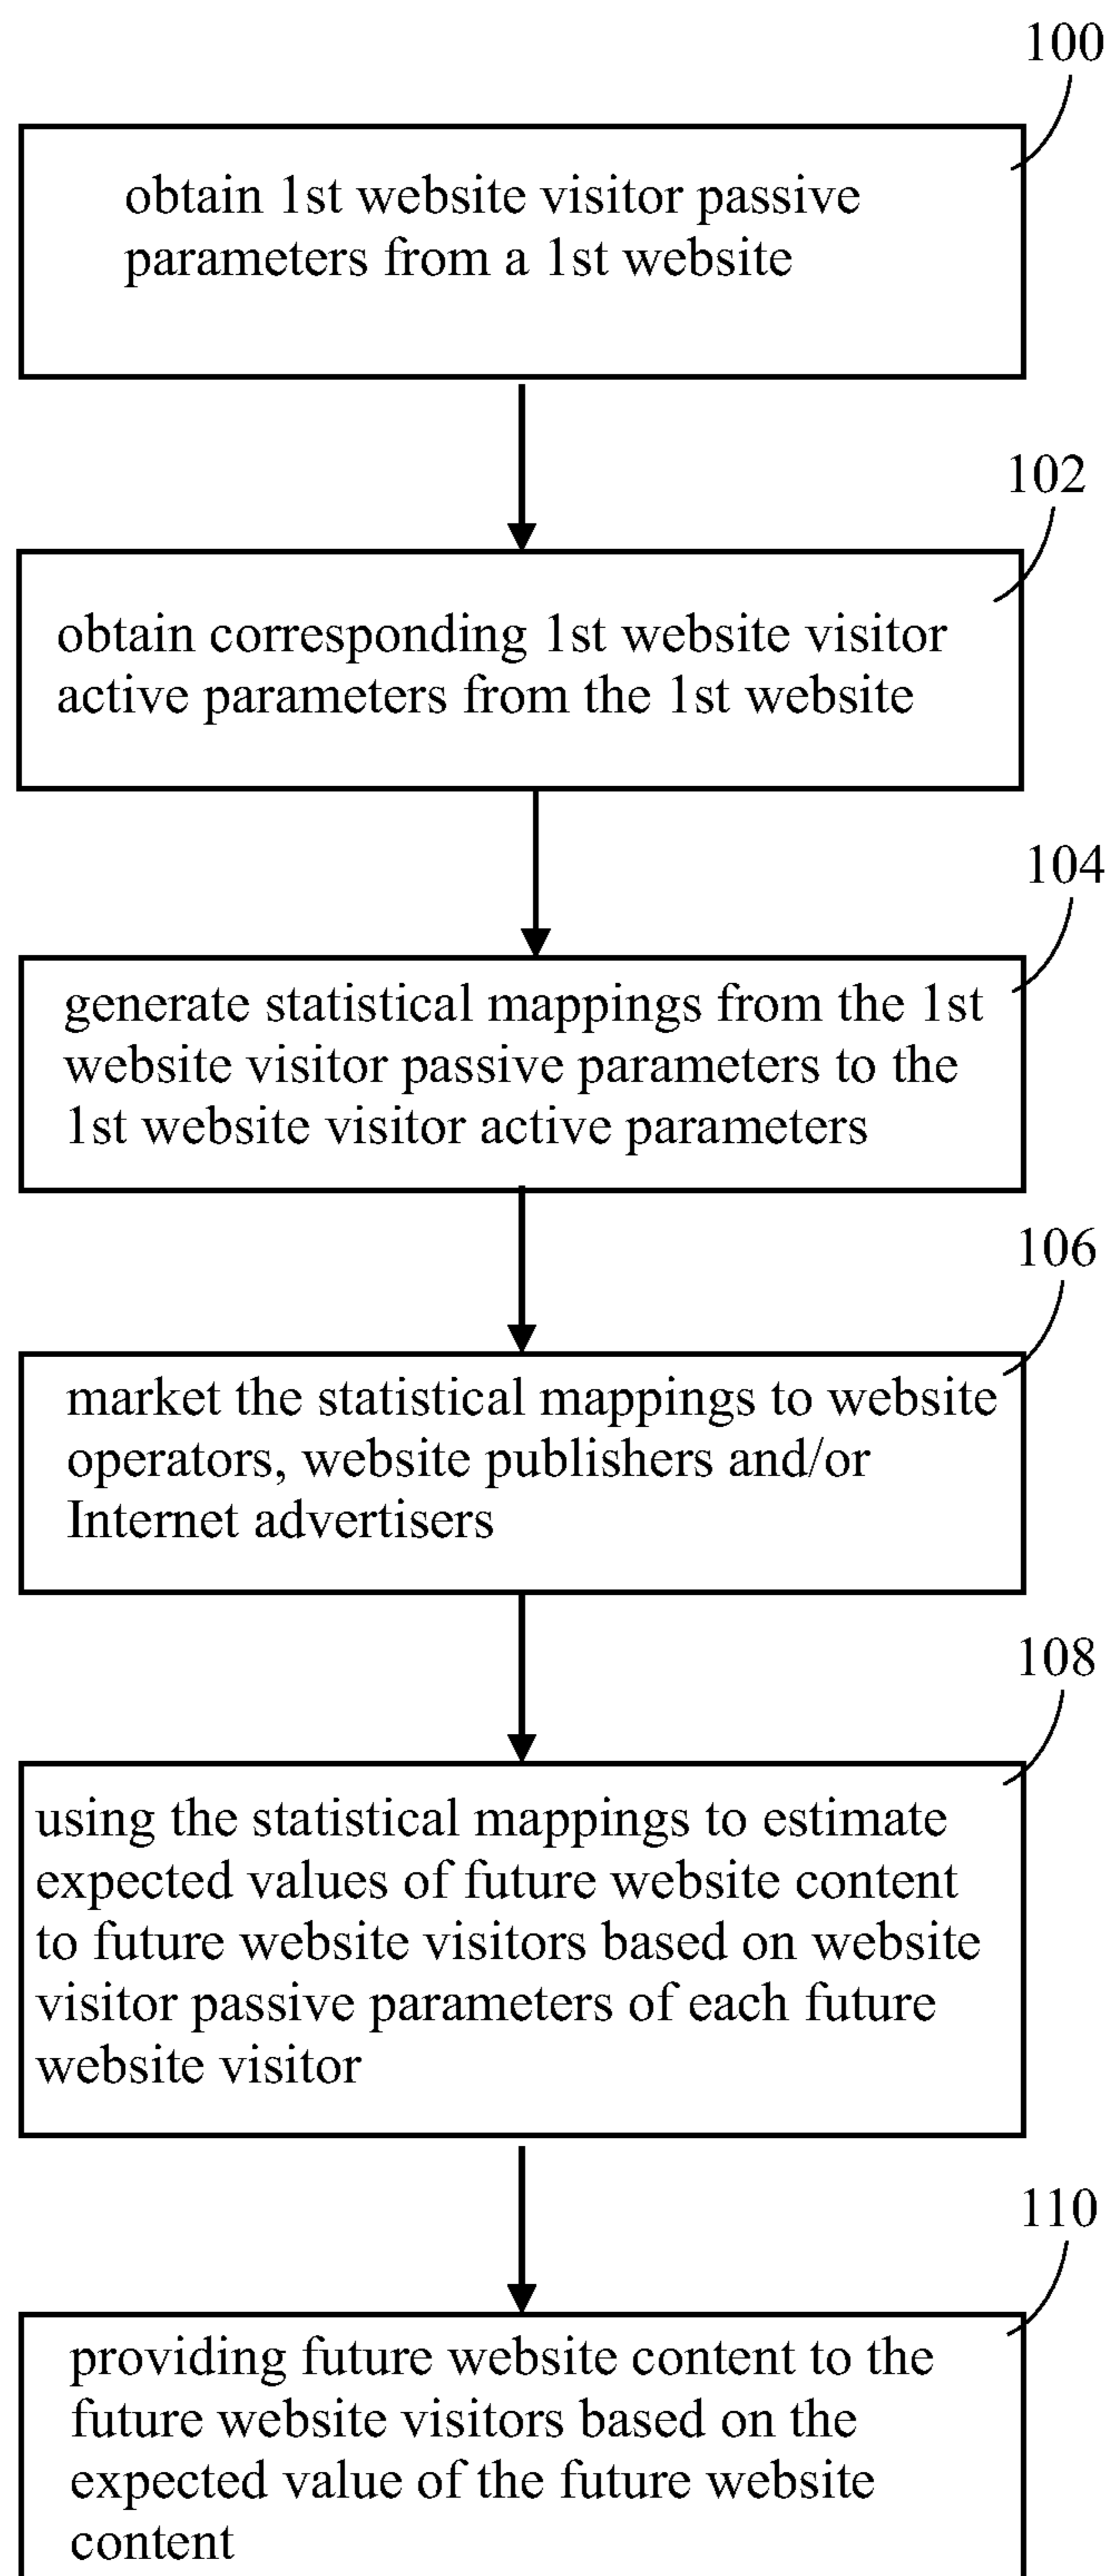 100
obtain 1st website visitor passive
parameters from a 1st website
102
obtain corresponding 1st website visitor
active parameters from the 1st website
104
generate statistical mappings from the 1st
website visitor passive parameters to the
1st website visitor active parameters
106
market the statistical mappings to website
operators, website publishers and/or
Internet advertisers
108
using the statistical mappings to estimate
expected values of future website content
to future website visitors based on website
visitor passive parameters of each future
website visitor
110
providing future website content to the
future website visitors based on the
expected value of the future website
content